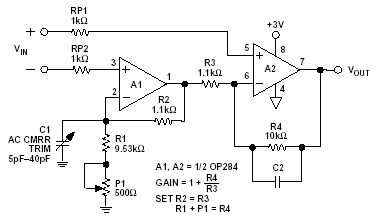 RP1
1kΩ
+3V
VIN
RP2
1kΩ
5
8
3
A1
1
R3
1.1kΩ
A2
7
VOUT
2
6
4
R2
1.1kΩ
C1
AC CMRR
TRIM
5pF–40pF
R1
9.53kΩ
R4
10kΩ
P1
500Ω
C2
A1, A2 = 1/2 OP284
GAIN = 1 + R4/R3
SET R2 = R3
R1 + P1 = R4